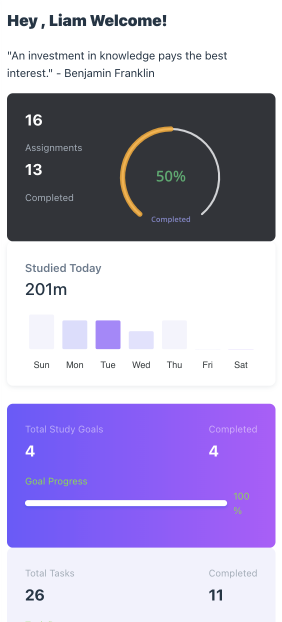 Hey , Liam Welcome!
"An investment in knowledge pays the best
interest." - Benjamin Franklin
16
Assignments
13
Completed
50%
Completed
Studied Today
201m
Sun Mon Tue Wed Thu Fri Sat
Total Study Goals Completed
4 4
Goal Progress
100
%
Total Tasks Completed
26 11